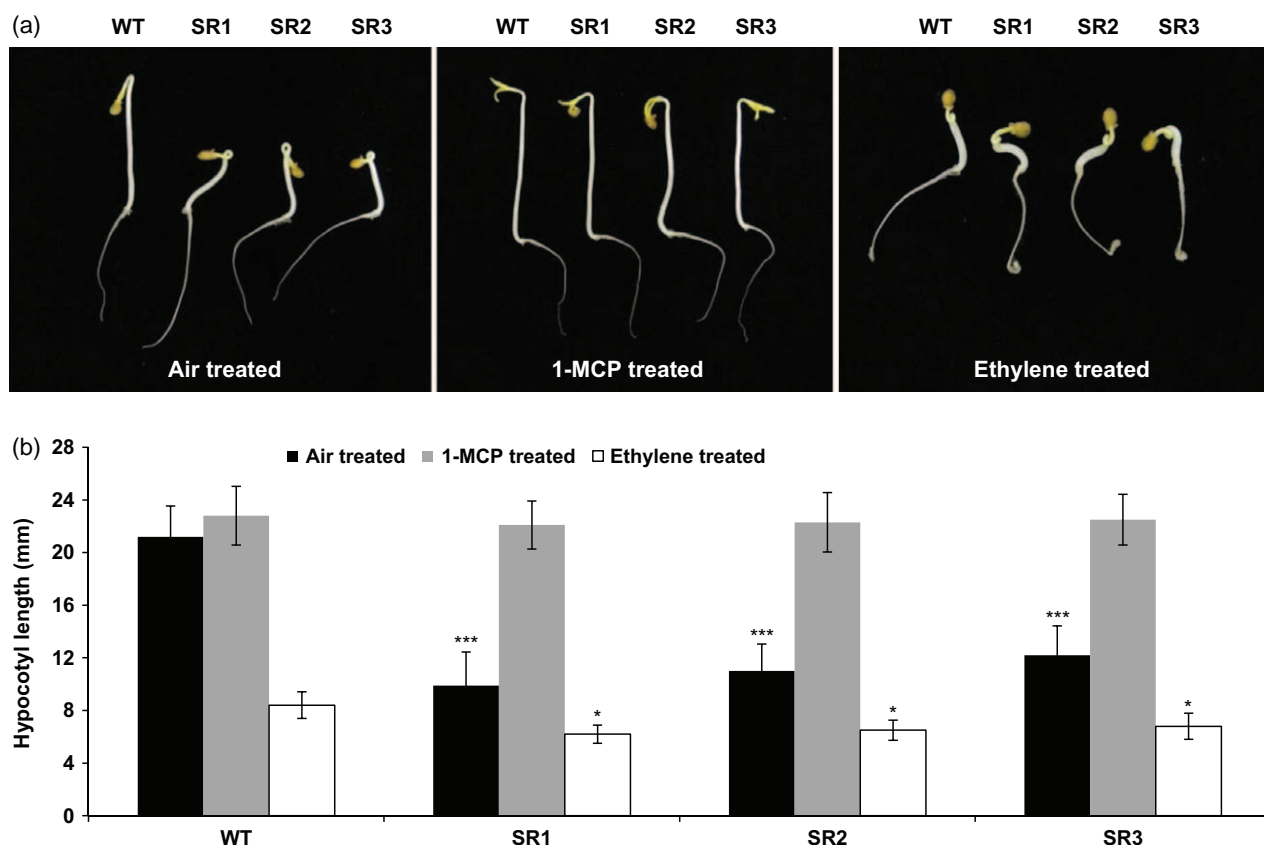 (a) WT SR1 SR2 SR3 WT SR1 SR2 SR3 WT SR1 SR2 SR3
Air treated 1-MCP treated Ethylene treated
(b)
28
Air treated 1-MCP treated Ethylene treated
24
20
16
12
8
4
0
Hypocotyl length (mm)
*** * *** * *** *
WT SR1 SR2 SR3